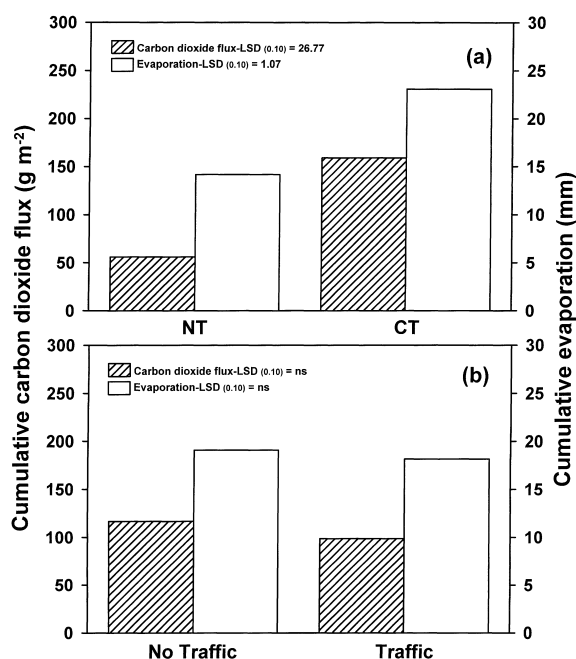 Cumulative carbon dioxide flux (g m-2)
Cumulative evaporation (mm)
300
250
200
150
100
50
0
Carbon dioxide flux-LSD (0.10) = 26.77
Evaporation-LSD (0.10) = 1.07
(a)
30
25
20
15
10
5
0
NT CT
300
250
200
150
100
50
0
Carbon dioxide flux-LSD (0.10) = ns
Evaporation-LSD (0.10) = ns
(b)
30
25
20
15
10
5
0
No Traffic Traffic